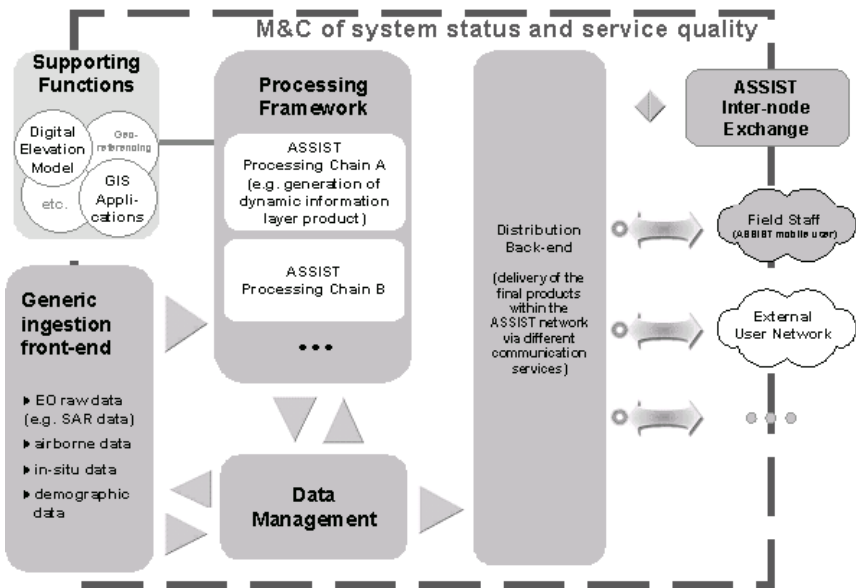 M&C of system status and service quality
Supporting
Functions
Digital
Elevation
Model
Geo-
referencing
etc.
GIS
Appli-
cations
Generic
ingestion
front-end
EO raw data
(e.g. SAR data)
airborne data
in-situ data
demographic
data
Processing
Framework
ASSIST
Processing Chain A
(e.g. generation of
dynamic information
layer product)
ASSIST
Processing Chain B
•••
Data
Management
Distribution
Back-end
(delivery of the
final products
within the
ASSIST network
via different
communication
services)
ASSIST
Inter-node
Exchange
Field Staff
(ASSIST mobile user)
External
User Network